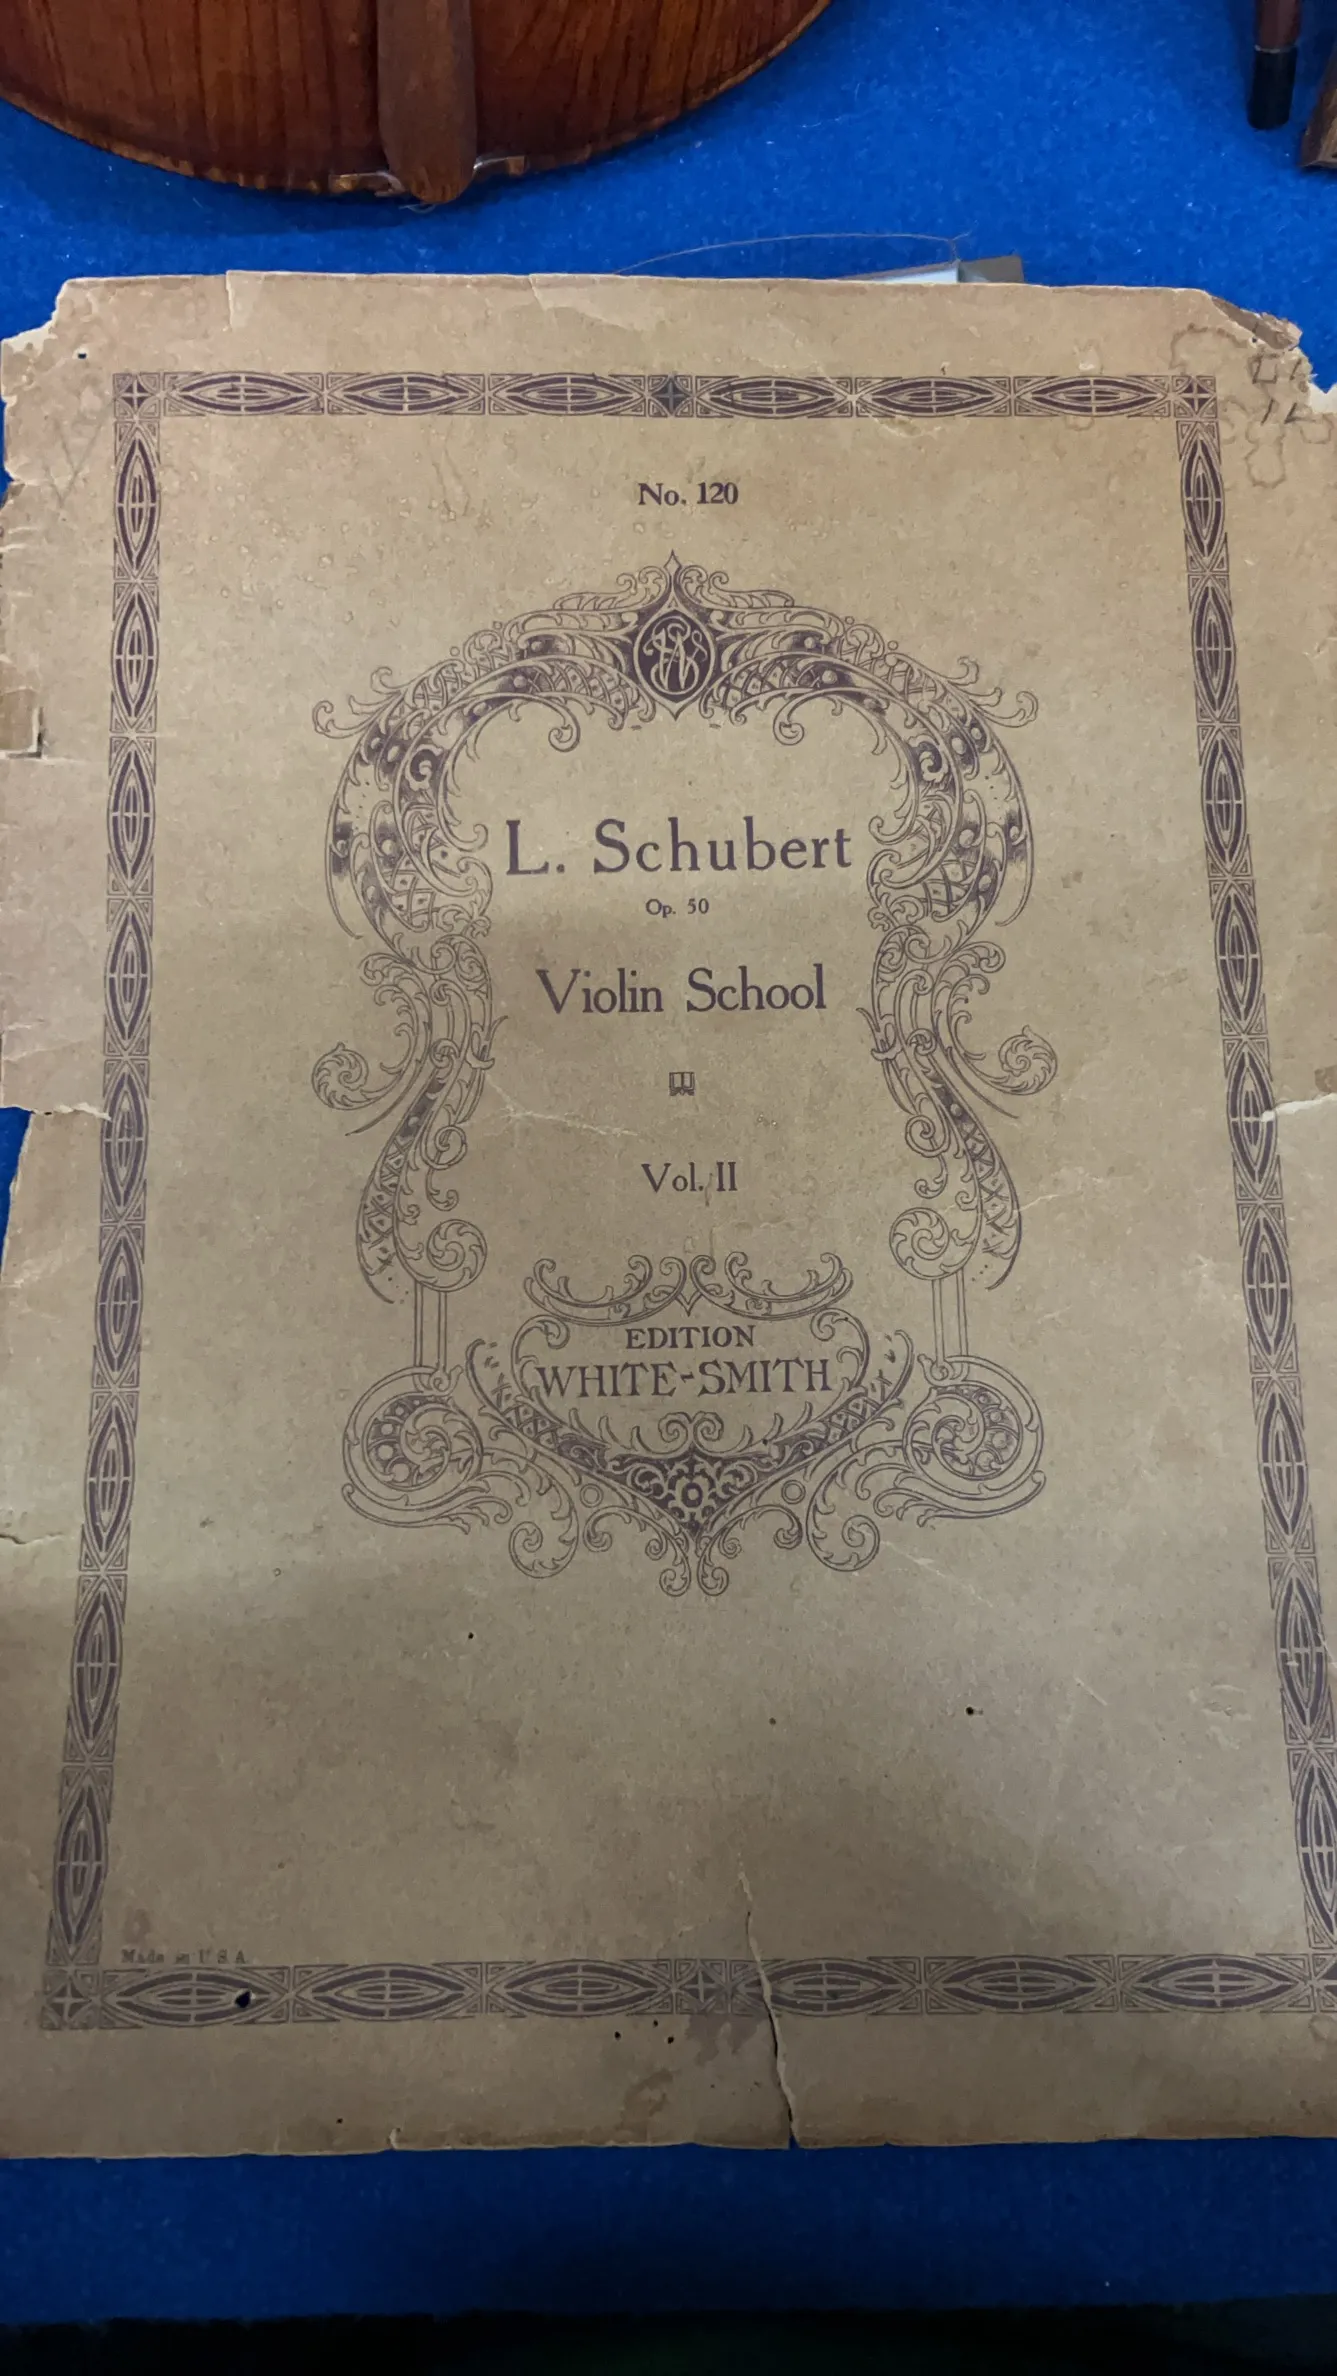 No. 120
L. Schubert
Op. 50
Violin School
Vol. II
EDITION
WHITE-SMITH
Made in U.S.A.